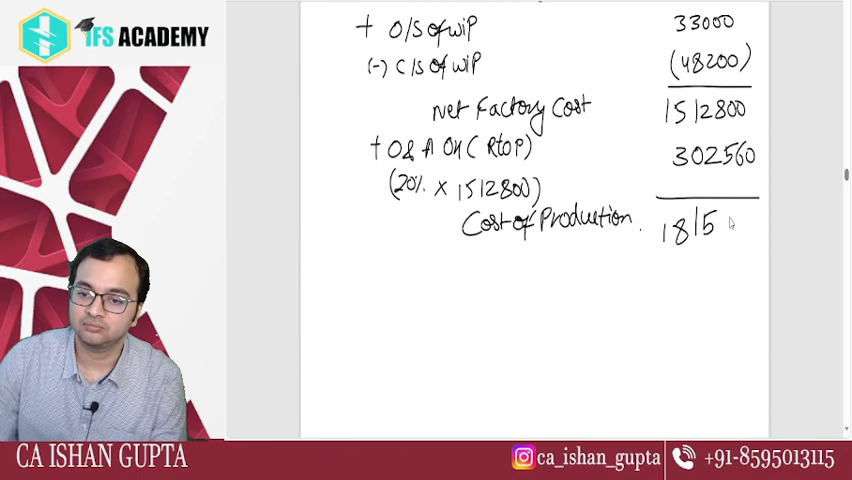 IFS ACADEMY
+ O/S of WIP 33000
(-) C/S of WIP (48200)
Net Factory Cost 1512800
+ O & A OH (RtoP) 302560
(20% x 1512800)
Cost of Production. 1815
CA ISHAN GUPTA
ca_ishan_gupta
+91-8595013115